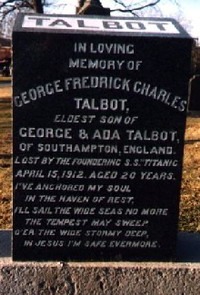 TALBOT
IN LOVING
MEMORY OF
GEORGE FREDRICK CHARLES
TALBOT,
ELDEST SON OF
GEORGE & ADA TALBOT,
OF SOUTHAMPTON, ENGLAND.
LOST BY THE FOUNDERING S.S."TITANIC
APRIL 15, 1912. AGED 20 YEARS.
I'VE ANCHORED MY SOUL
IN THE HAVEN OF REST,
I'LL SAIL THE WIDE SEAS NO MORE
THE TEMPEST MAY SWEEP
O'ER THE WIDE STORMY DEEP,
IN JESUS I'M SAFE EVERMORE.